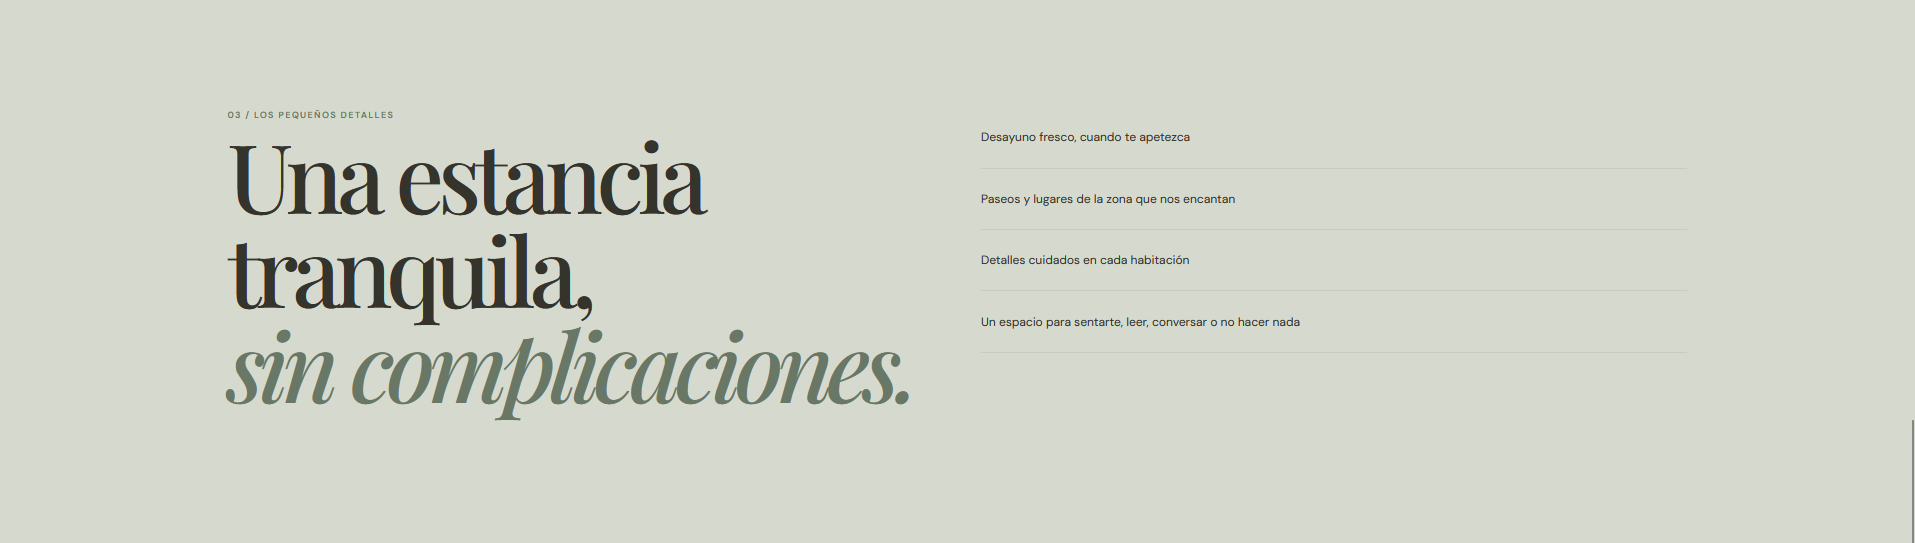 03 / LOS PEQUEÑOS DETALLES
Una estancia
tranquila,
sin complicaciones.
Desayuno fresco, cuando te apetezca
Paseos y lugares de la zona que nos encantan
Detalles cuidados en cada habitación
Un espacio para sentarte, leer, conversar o no hacer nada